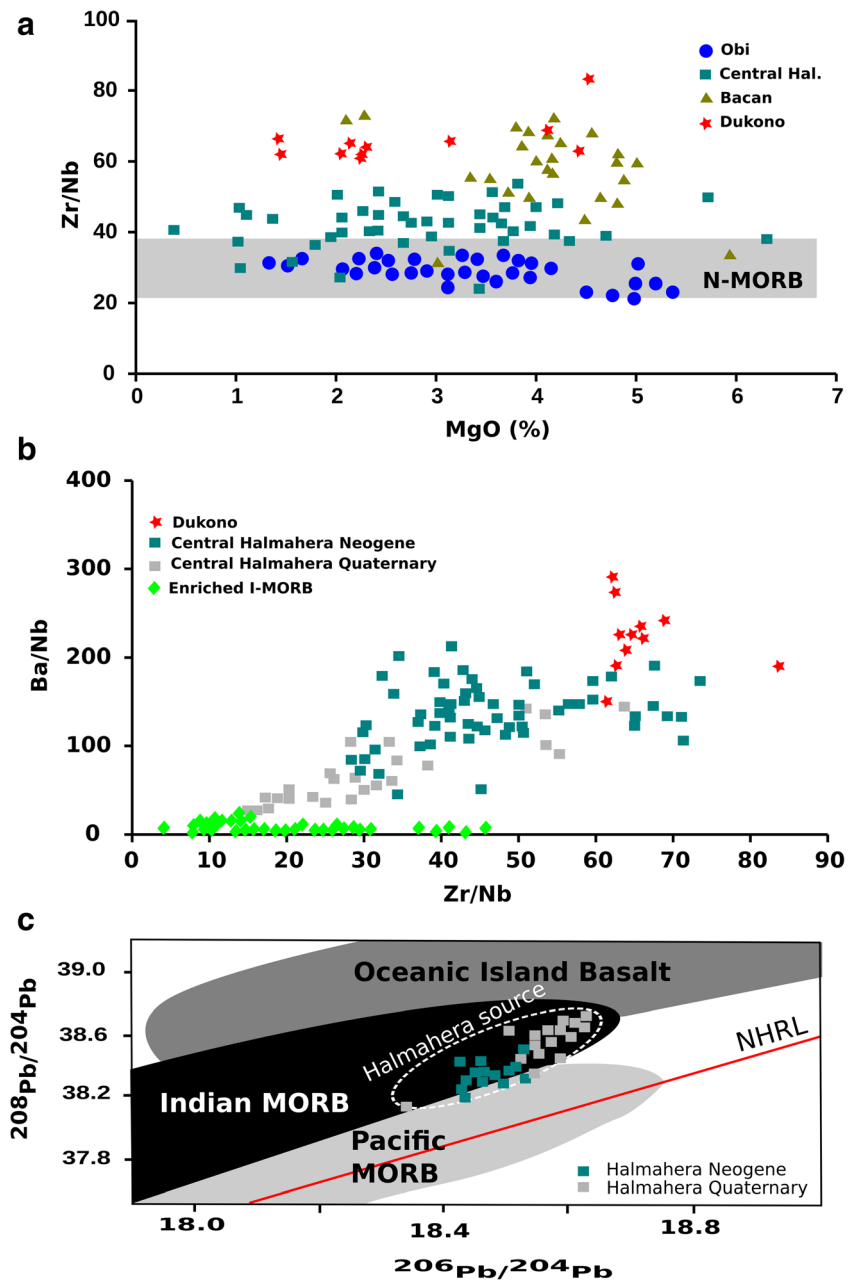 a
100
80
60
40
20
0
Zr/Nb
Obi
Central Hal.
Bacan
Dukono
N-MORB
0 1 2 3 4 5 6 7
MgO (%)
b
400
300
200
100
0
Ba/Nb
Dukono
Central Halmahera Neogene
Central Halmahera Quaternary
Enriched I-MORB
0 10 20 30 40 50 60 70 80 90
Zr/Nb
c
39.0
38.6
38.2
37.8
208Pb/204Pb
Oceanic Island Basalt
Halmahera source
NHRL
Indian MORB
Pacific
MORB
Halmahera Neogene
Halmahera Quaternary
18.0 18.4 18.8
206Pb/204Pb